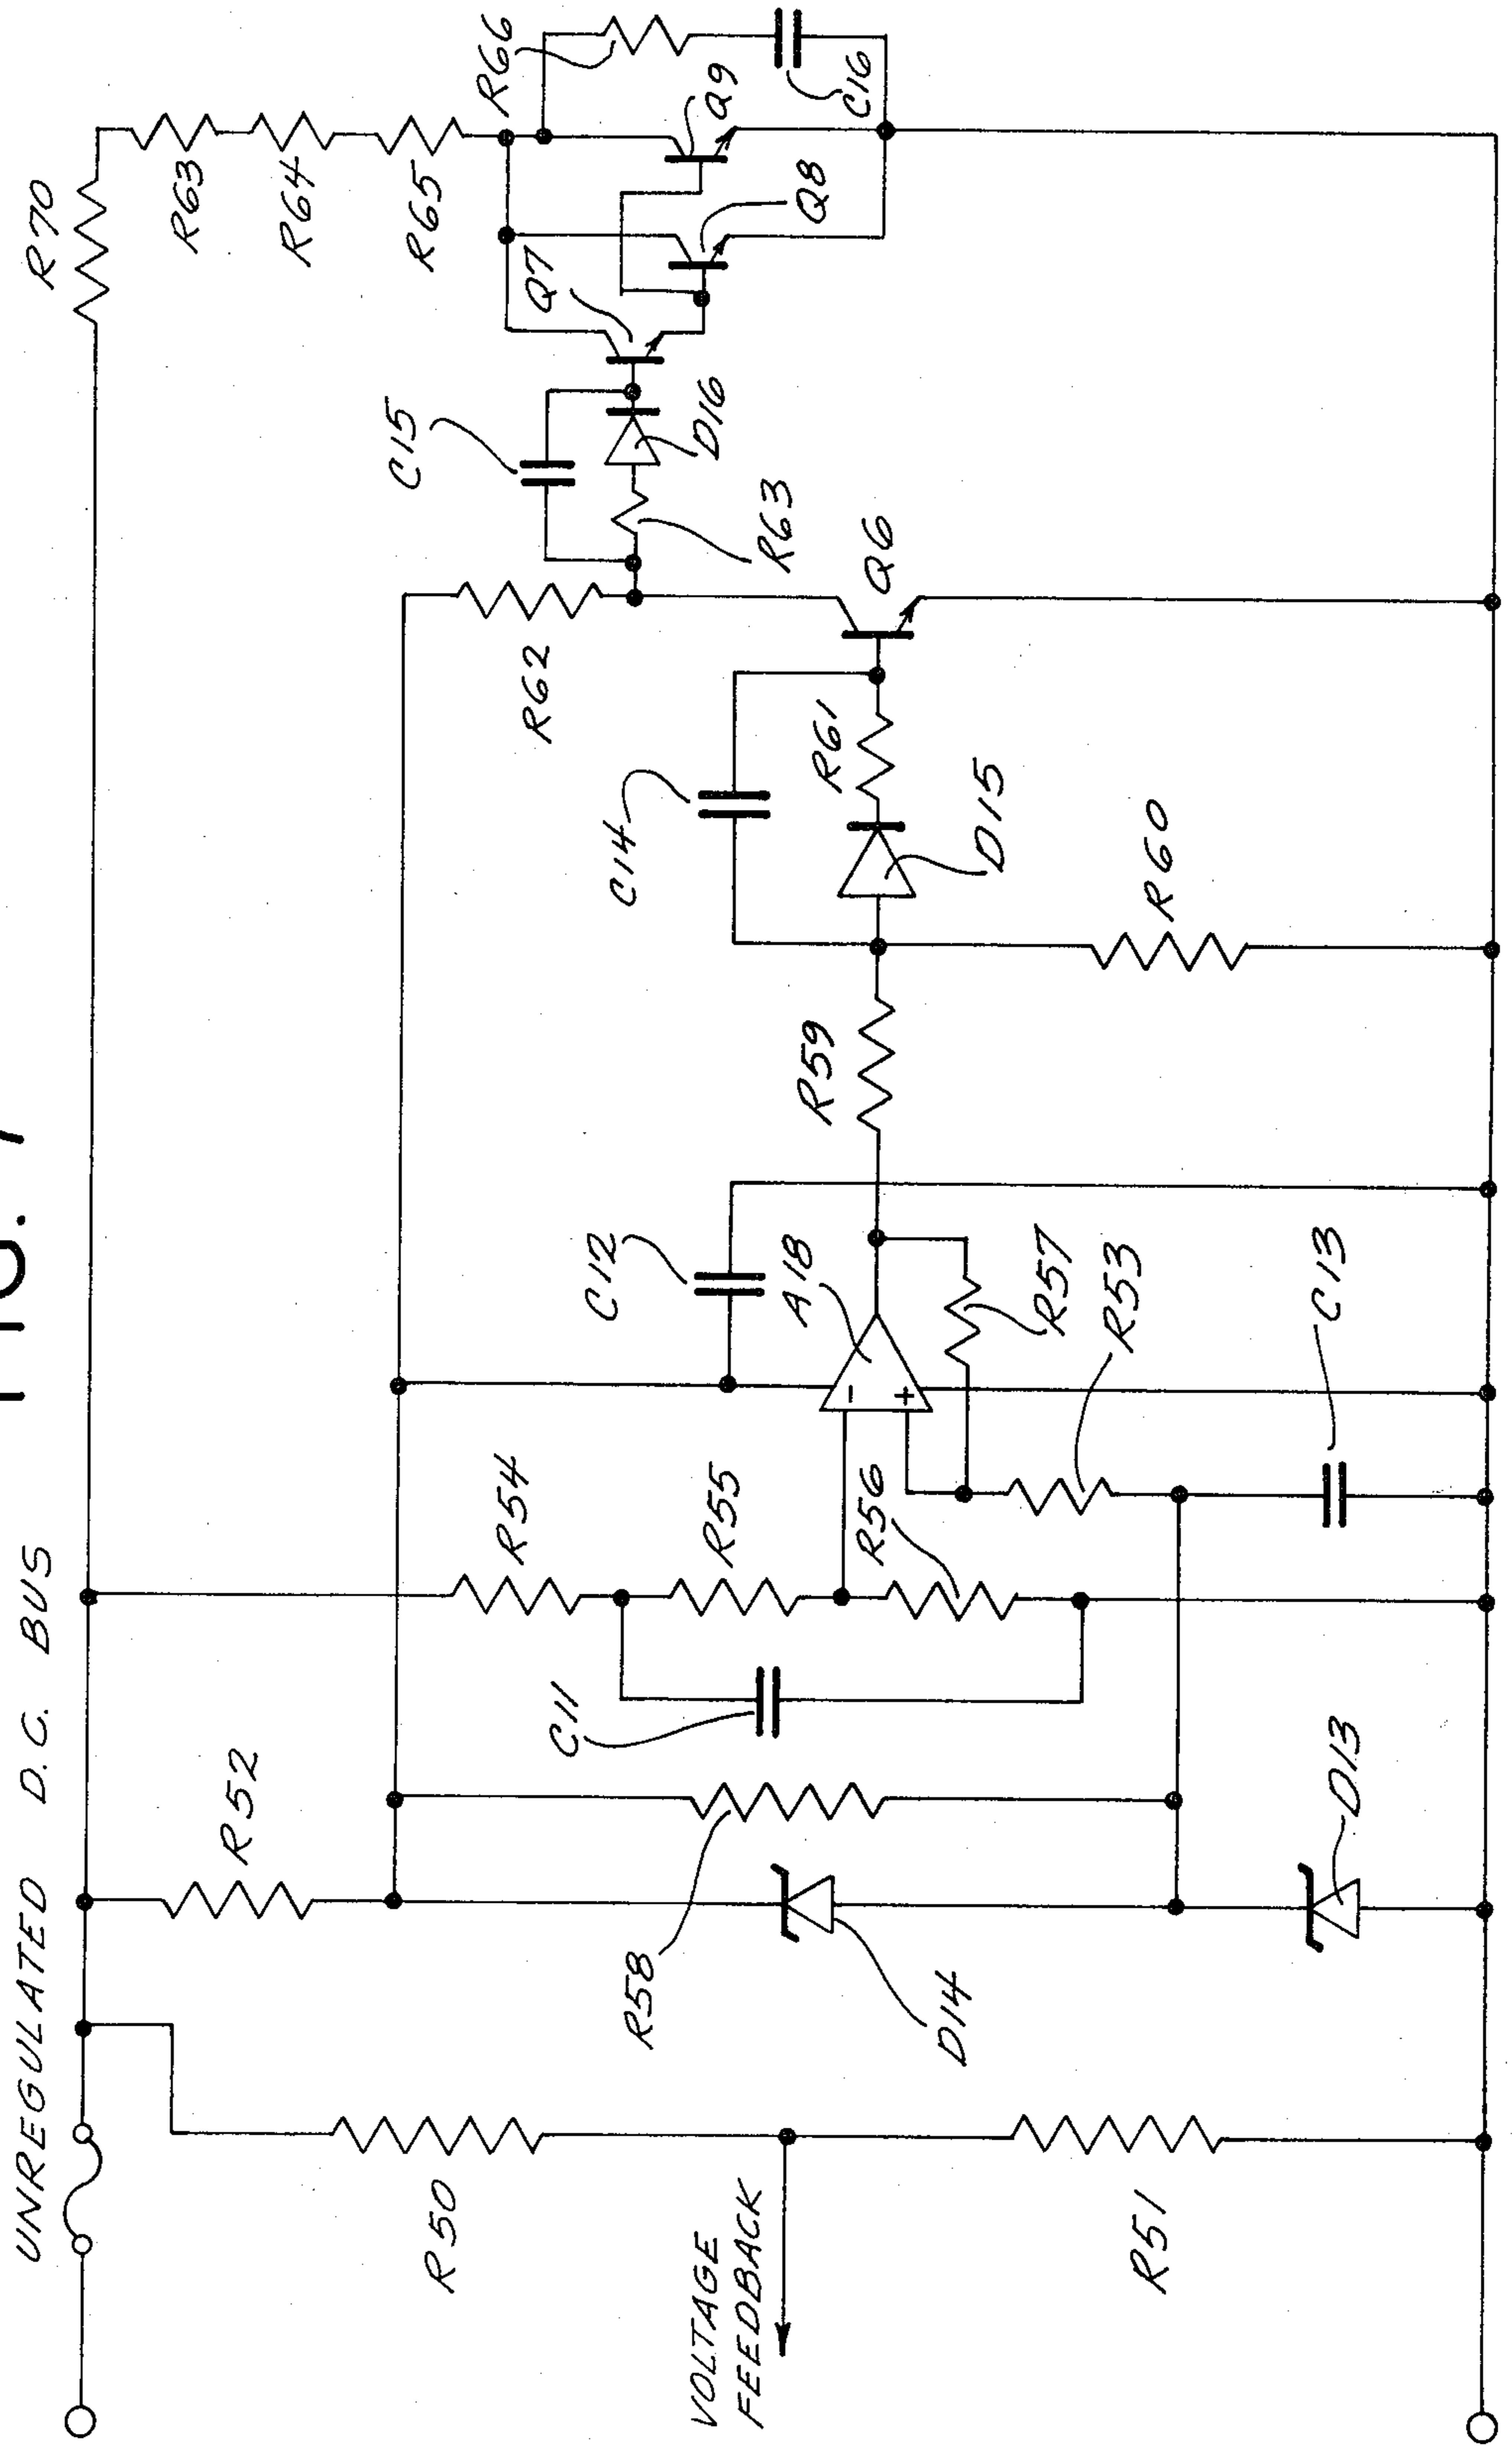 FIG. 7
UNREGULATED D.C. BUS
R70
R52
R63
R64
R65
R66
R50
R54
C15
Q7
Q9
Q8
C16
C11
R55
C12
R62
C14
D16
R63
R58
VOLTAGE
FEEDBACK
R56
A18
R59
R61
Q6
D14
R57
R53
D15
R60
R51
D13
C13